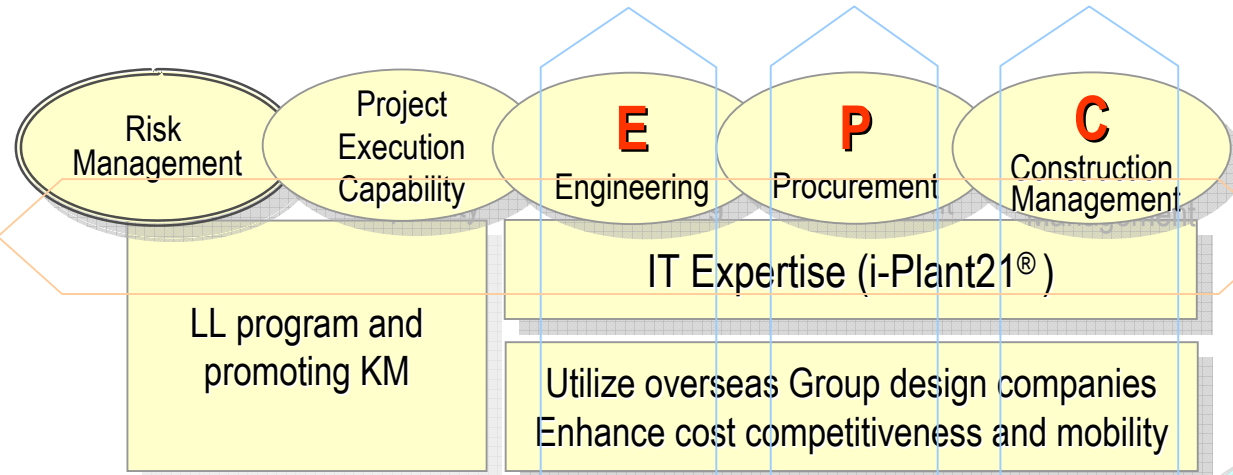 Risk
Management
Project
Execution
Capability
E
Engineering
P
Procurement
C
Construction
Management
IT Expertise (i-Plant21® )
LL program and
promoting KM
Utilize overseas Group design companies
Enhance cost competitiveness and mobility